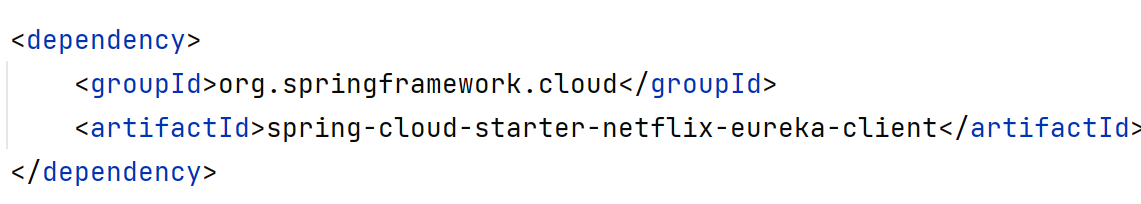 <dependency>
    <groupId>org.springframework.cloud</groupId>
    <artifactId>spring-cloud-starter-netflix-eureka-client</artifactId>
</dependency>